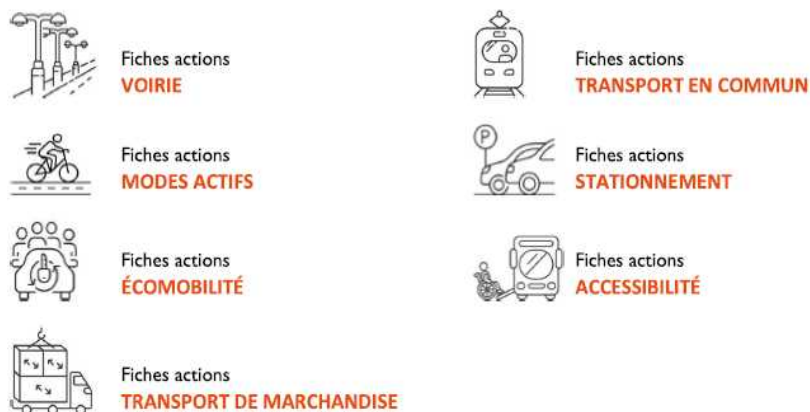 Fiches actions
VOIRIE
Fiches actions
TRANSPORT EN COMMUN
Fiches actions
MODES ACTIFS
P
Fiches actions
STATIONNEMENT
Fiches actions
ÉCOMOBILITÉ
Fiches actions
ACCESSIBILITÉ
Fiches actions
TRANSPORT DE MARCHANDISE